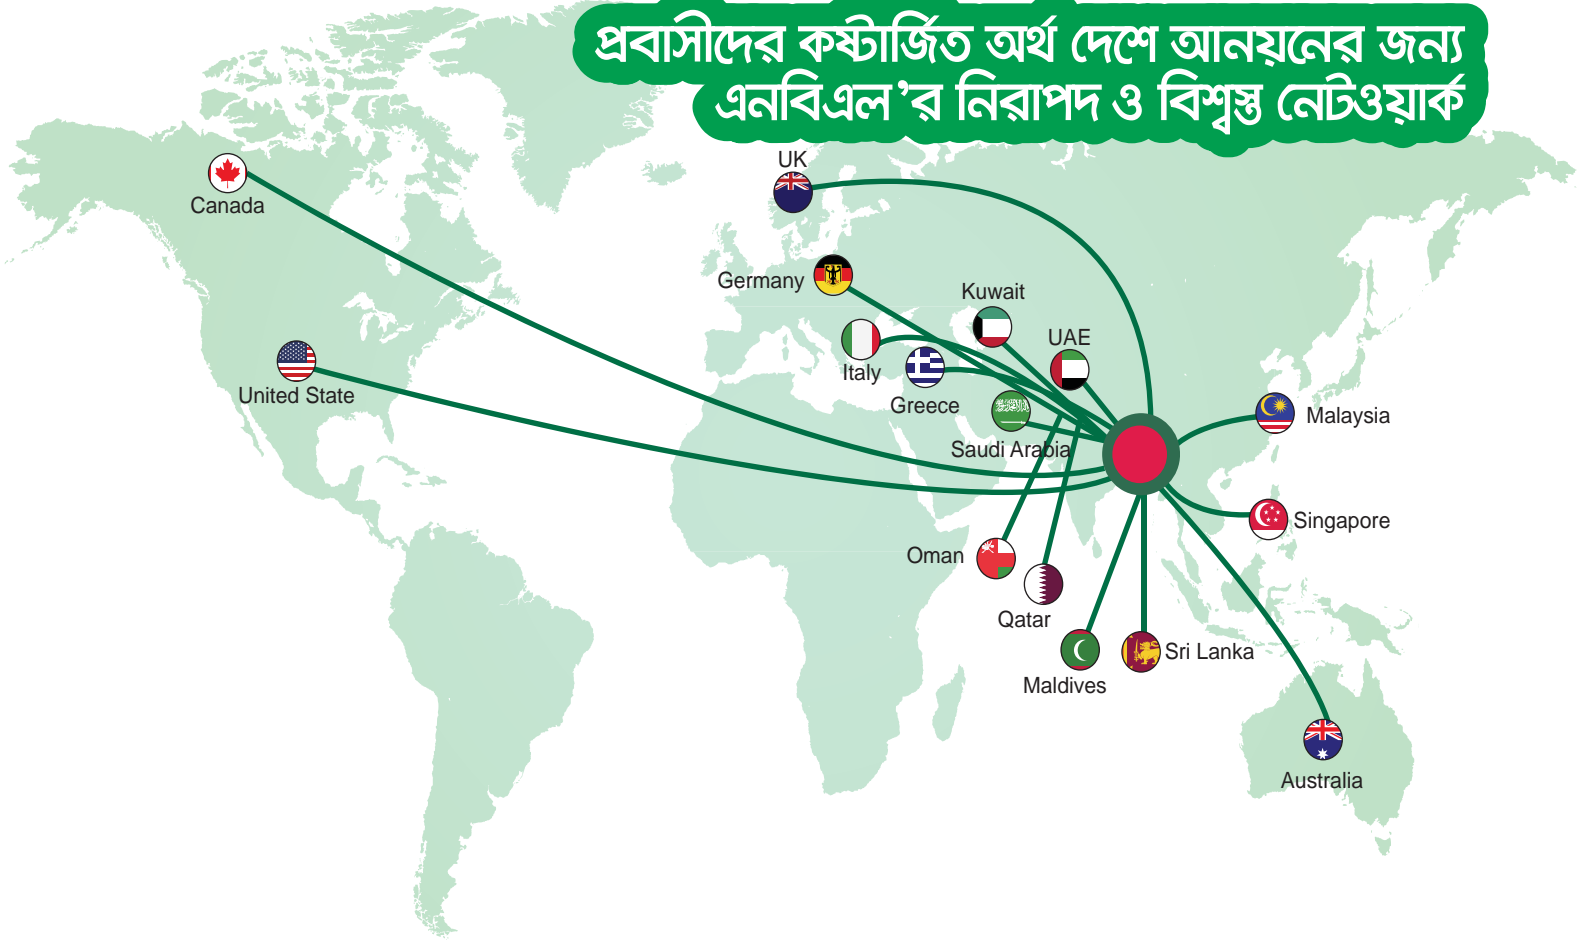 প্রবাসীদের কষ্টার্জিত অর্থ দেশে আনয়নের জন্য
এনবিএল’র নিরাপদ ও বিশ্বস্ত নেটওয়ার্ক
UK
Canada
Germany
Kuwait
UAE
Italy
United State
Greece
Malaysia
Saudi Arabia
Singapore
Oman
Qatar
Sri Lanka
Maldives
Australia